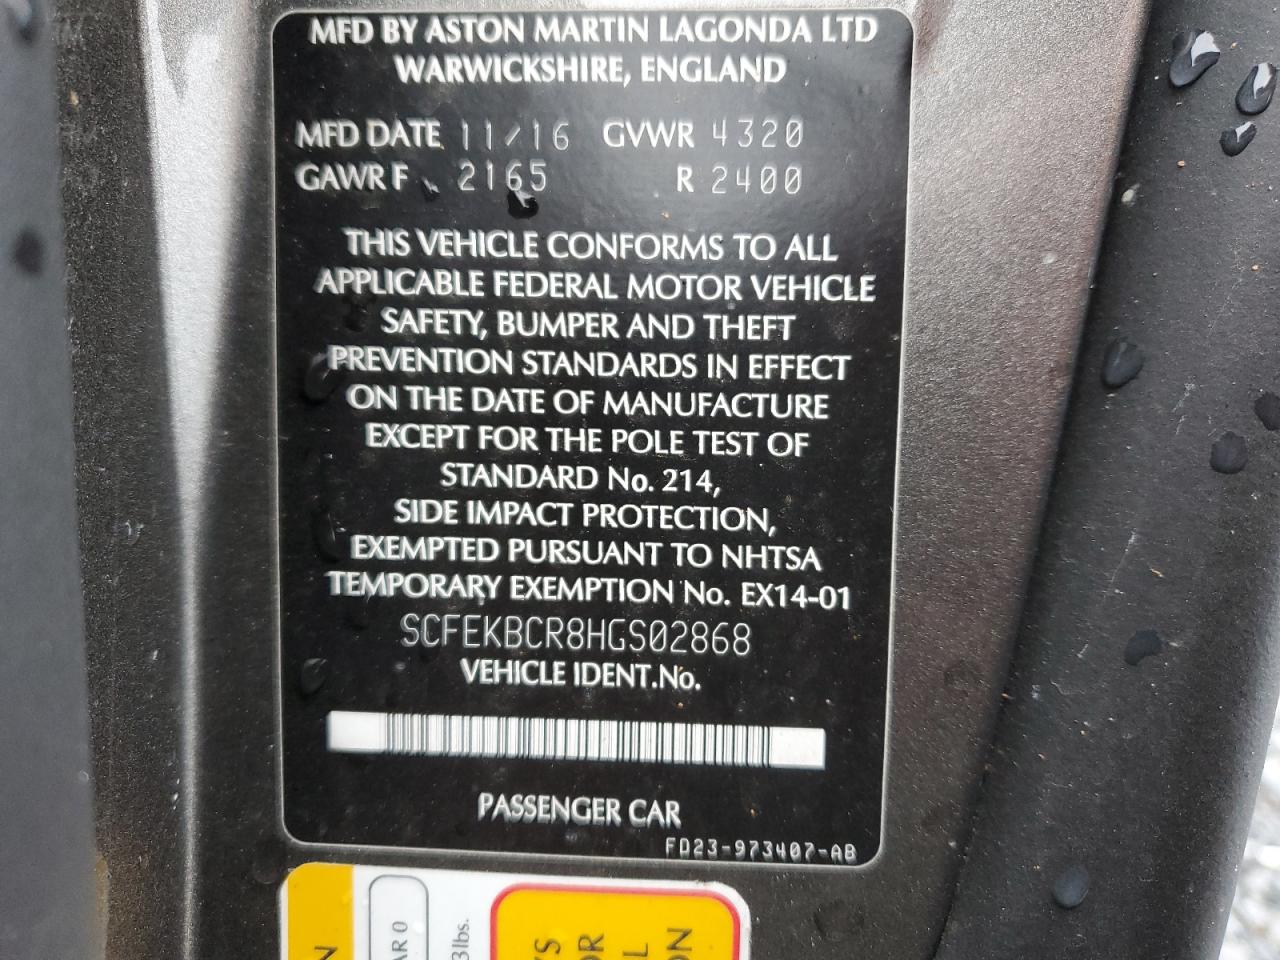 MFD BY ASTON MARTIN LAGONDA LTD
WARWICKSHIRE, ENGLAND
MFD DATE 11/16 GVWR 4320
GAWR F 2165 R 2400
THIS VEHICLE CONFORMS TO ALL
APPLICABLE FEDERAL MOTOR VEHICLE
SAFETY, BUMPER AND THEFT
PREVENTION STANDARDS IN EFFECT
ON THE DATE OF MANUFACTURE
EXCEPT FOR THE POLE TEST OF
STANDARD No. 214,
SIDE IMPACT PROTECTION,
EXEMPTED PURSUANT TO NHTSA
TEMPORARY EXEMPTION No. EX14-01
SCFEKBCR8HGS02868
VEHICLE IDENT.No.
PASSENGER CAR
FD23-973407-AB